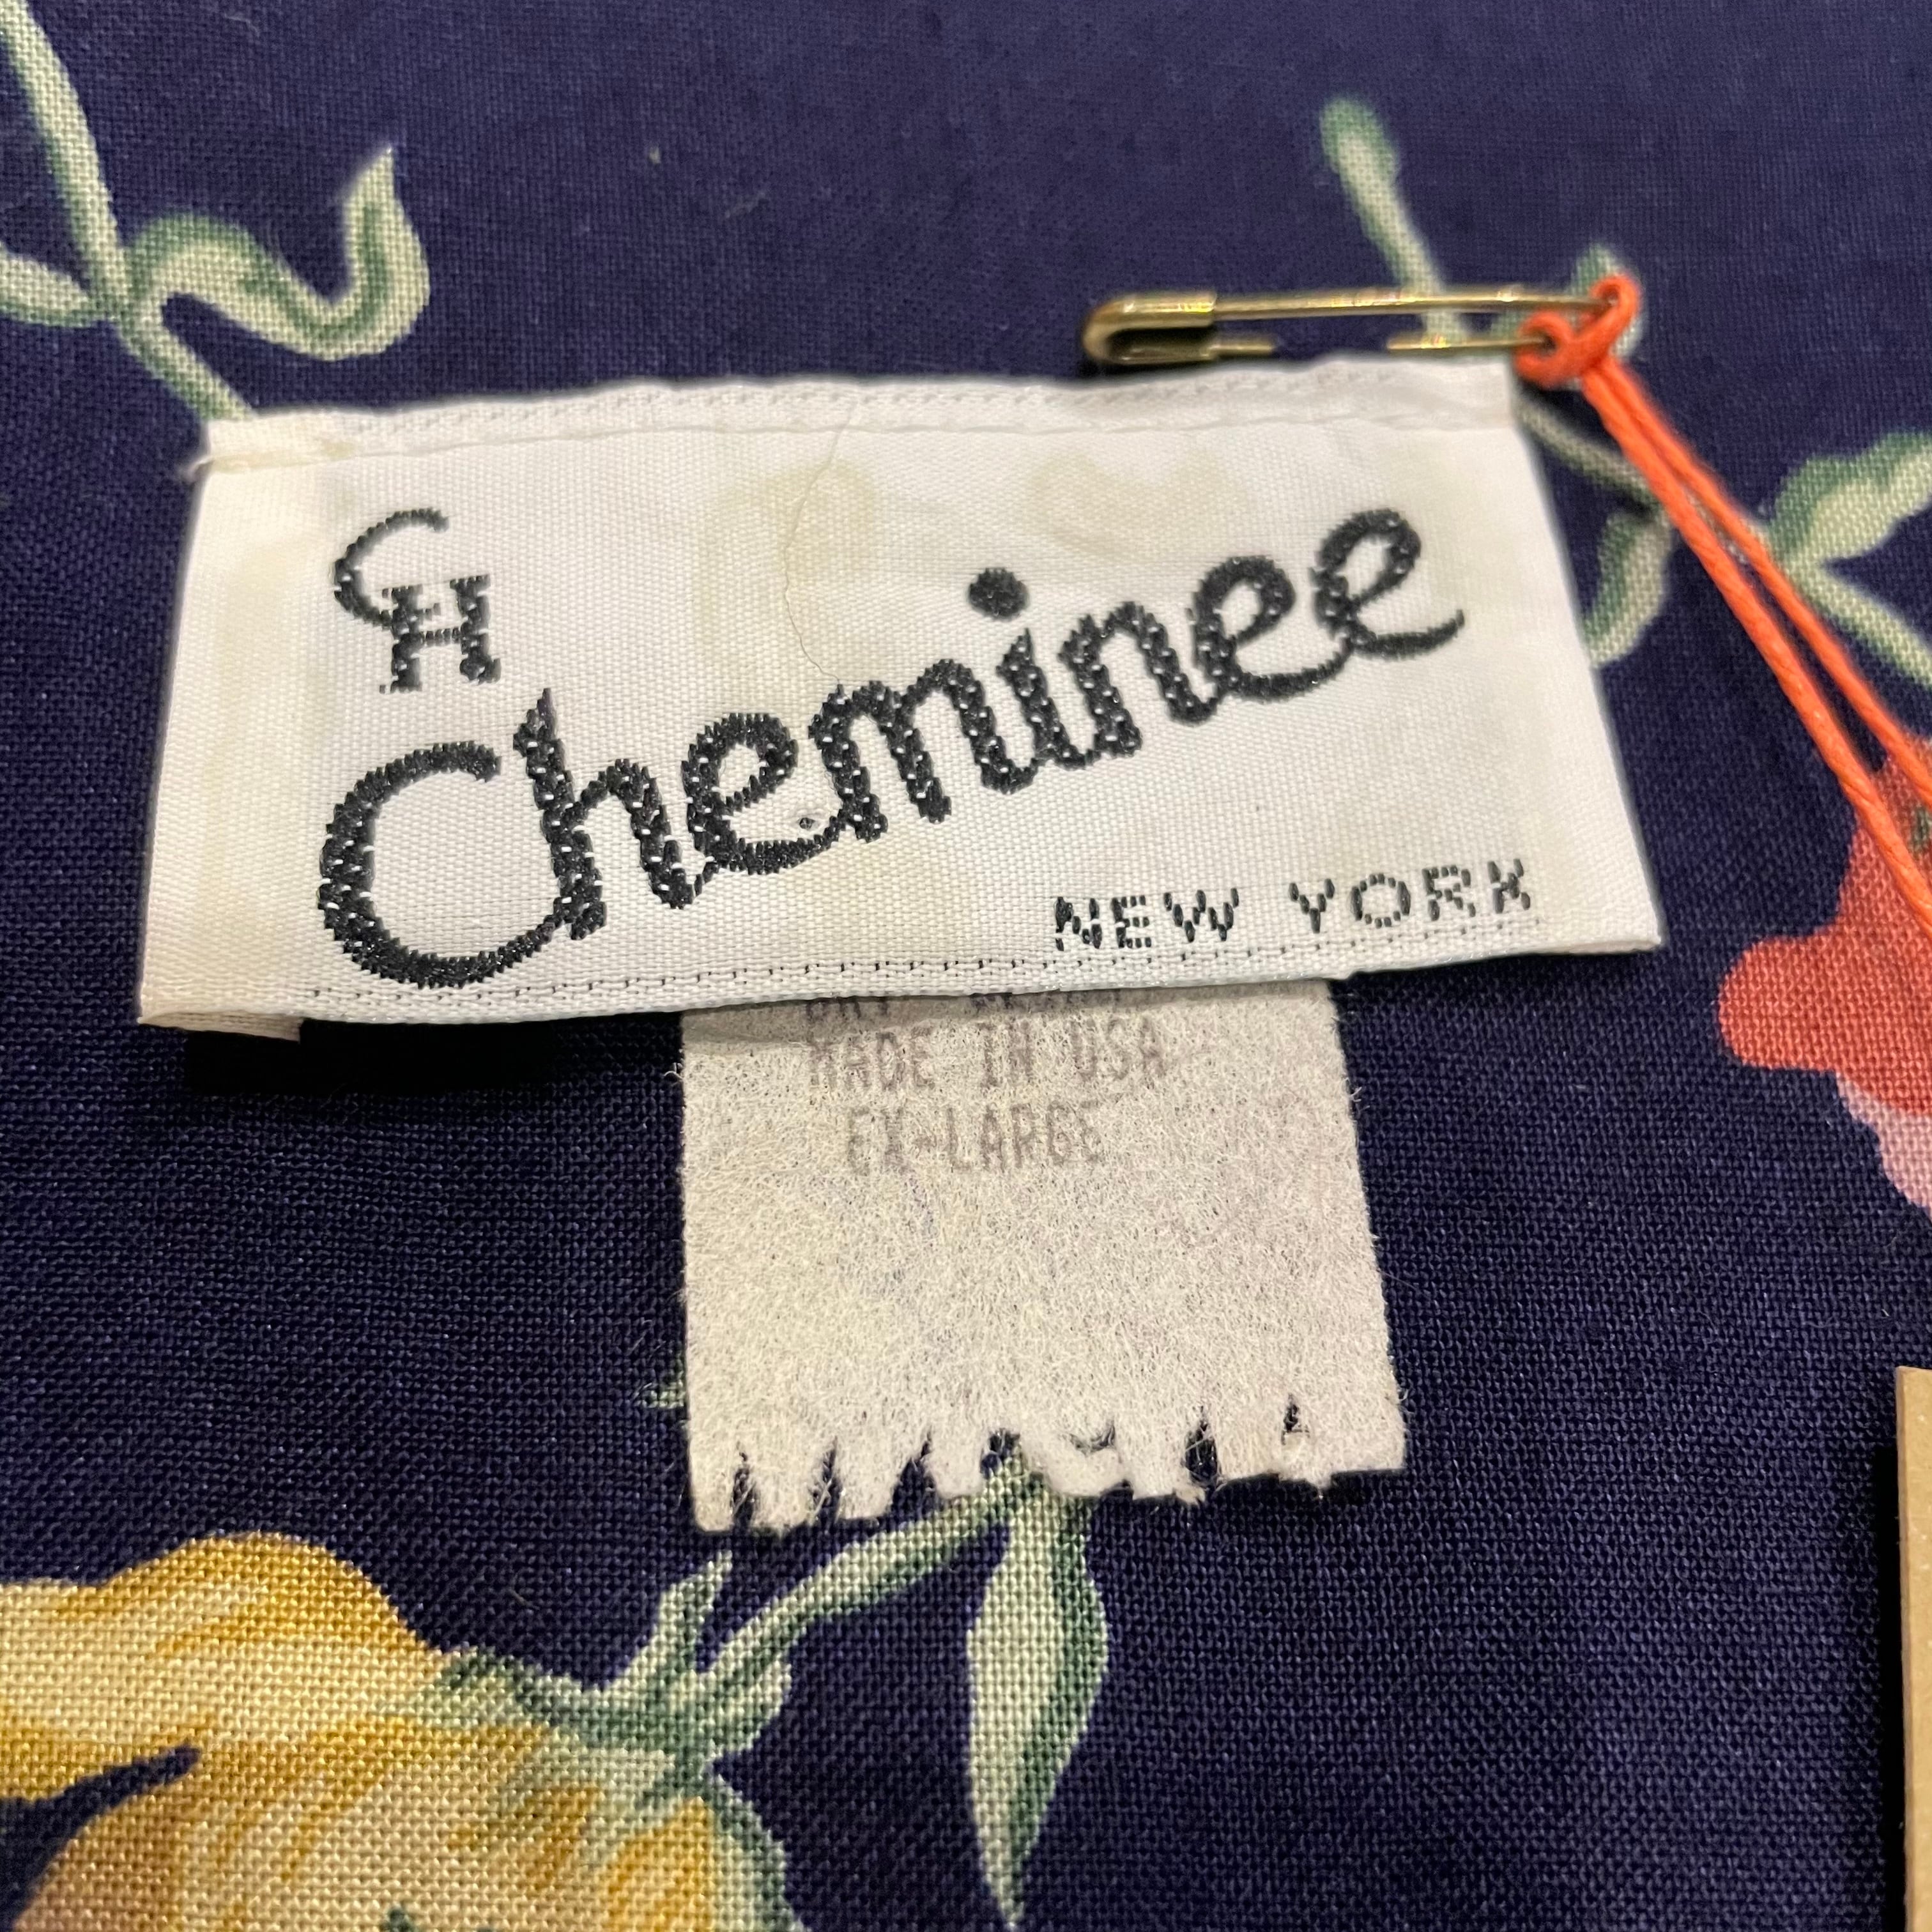 CH
Cheminee
NEW YORK
MADE IN USA
EX-LARGE